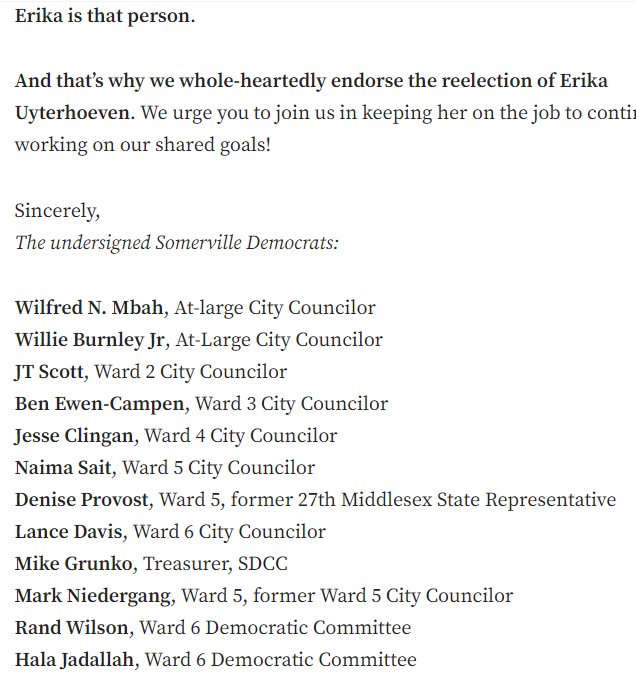 Erika is that person.
And that’s why we whole-heartedly endorse the reelection of Erika
Uyterhoeven. We urge you to join us in keeping her on the job to
working on our shared goals!
Sincerely,
The undersigned Somerville Democrats:
Wilfred N. Mbah, At-large City Councilor
Willie Burnley Jr, At-Large City Councilor
JT Scott, Ward 2 City Councilor
Ben Ewen-Campen, Ward 3 City Councilor
Jesse Clingan, Ward 4 City Councilor
Naima Sait, Ward 5 City Councilor
Denise Provost, Ward 5, former 27th Middlesex State Representative
Lance Davis, Ward 6 City Councilor
Mike Grunko, Treasurer, SDCC
Mark Niedergang, Ward 5, former Ward 5 City Councilor
Rand Wilson, Ward 6 Democratic Committee
Hala Jadallah, Ward 6 Democratic Committee